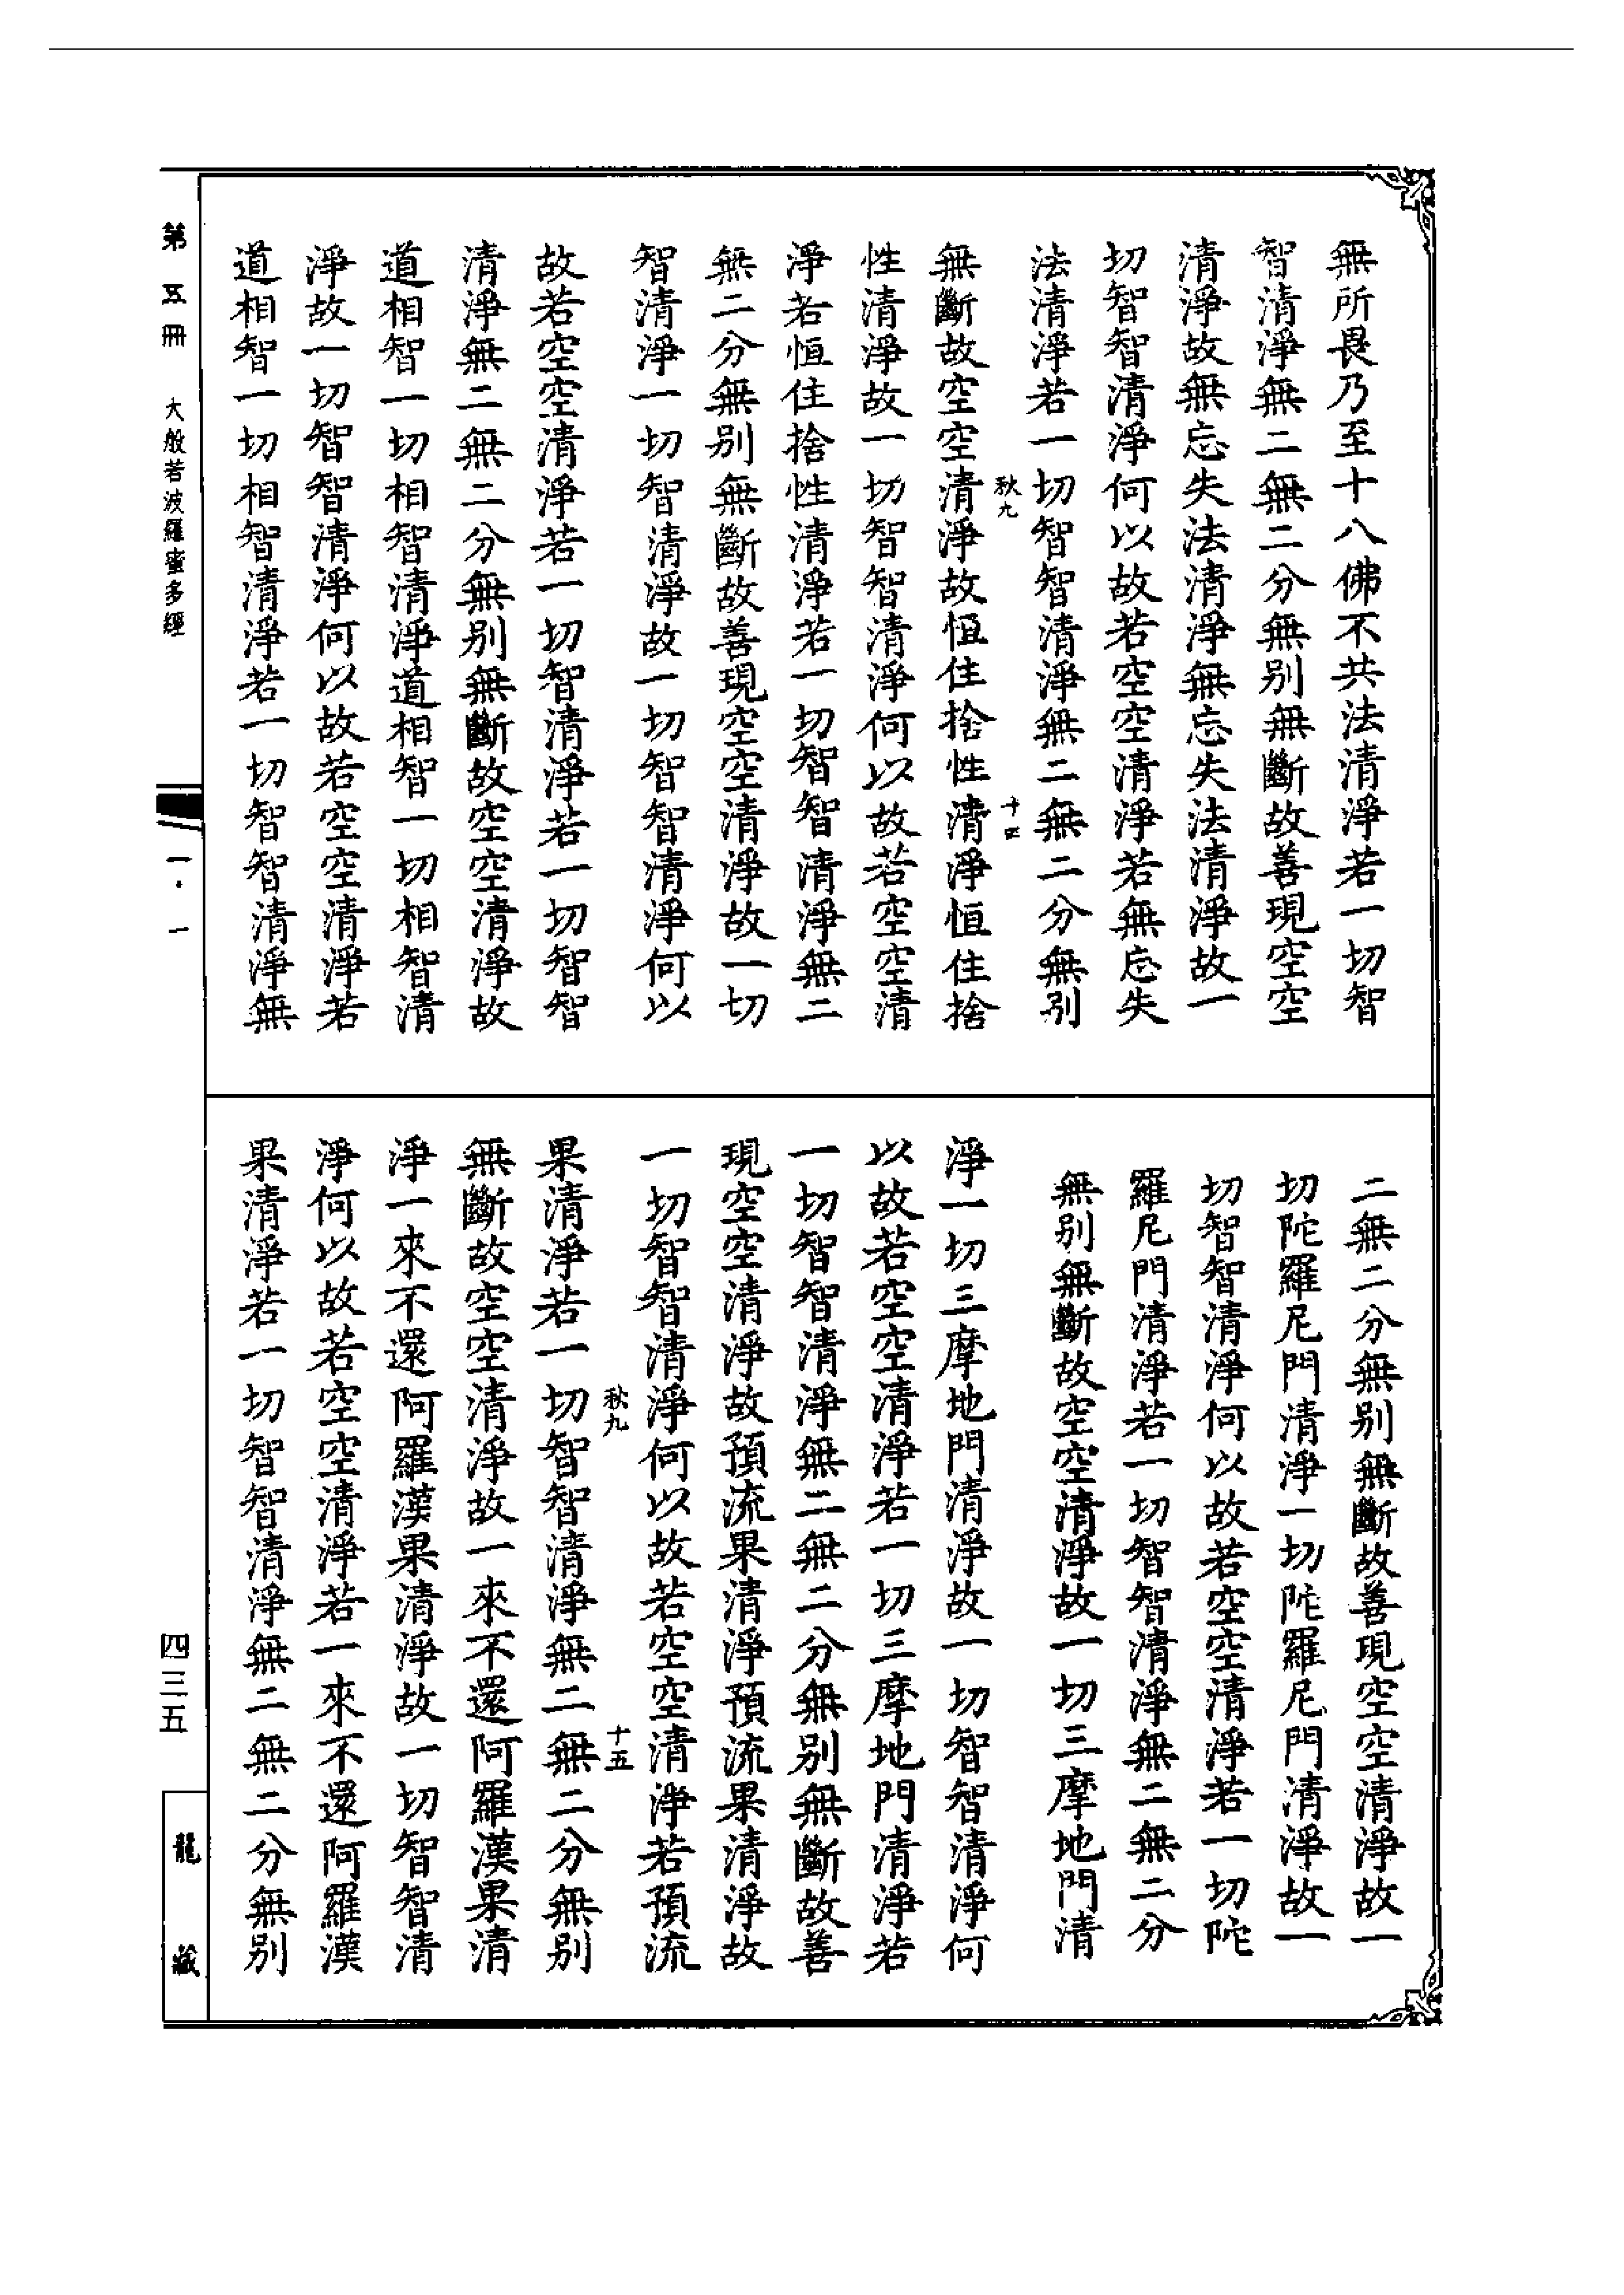 無所畏乃至十八佛不共法清淨若一切智
智清淨無二無二分無別無斷故善現空空
清淨故無忘失法清淨無忘失法清淨故一
切智智清淨何以故若空空清淨若無忘失
法清淨若一切智智清淨無二無二分無別
秋九
十四
無斷故空空清淨故恒住捨性清淨恒住捨
性清淨故一切智智清淨何以故若空空清
淨若恒住捨性清淨若一切智智清淨無二
無二分無別無斷故善現空空清淨故一切
智清淨一切智清淨故一切智智清淨何以
故若空空清淨若一切智清淨若一切智智
清淨無二無二分無別無斷故空空清淨故
道相智一切相智清淨道相智一切相智清
淨故一切智智清淨何以故若空空清淨若
道相智一切相智清淨若一切智智清淨無
二無二分無別無斷故善現空空清淨故一
切陀羅尼門清淨一切陀羅尼門清淨故一
切智智清淨何以故若空空清淨若一切陀
羅尼門清淨若一切智智清淨無二無二分
無別無斷故空空清淨故一切三摩地門清
淨一切三摩地門清淨故一切智智清淨何
以故若空空清淨若一切三摩地門清淨若
一切智智清淨無二無二分無別無斷故善
現空空清淨故預流果清淨預流果清淨故
一切智智清淨何以故若空空清淨若預流
秋九
十五
果清淨若一切智智清淨無二無二分無別
無斷故空空清淨故一來不還阿羅漢果清
淨一來不還阿羅漢果清淨故一切智智清
淨何以故若空空清淨若一來不還阿羅漢
果清淨若一切智智清淨無二無二分無別
第五冊
大般若波羅蜜多經
一·一
四三五
龍藏